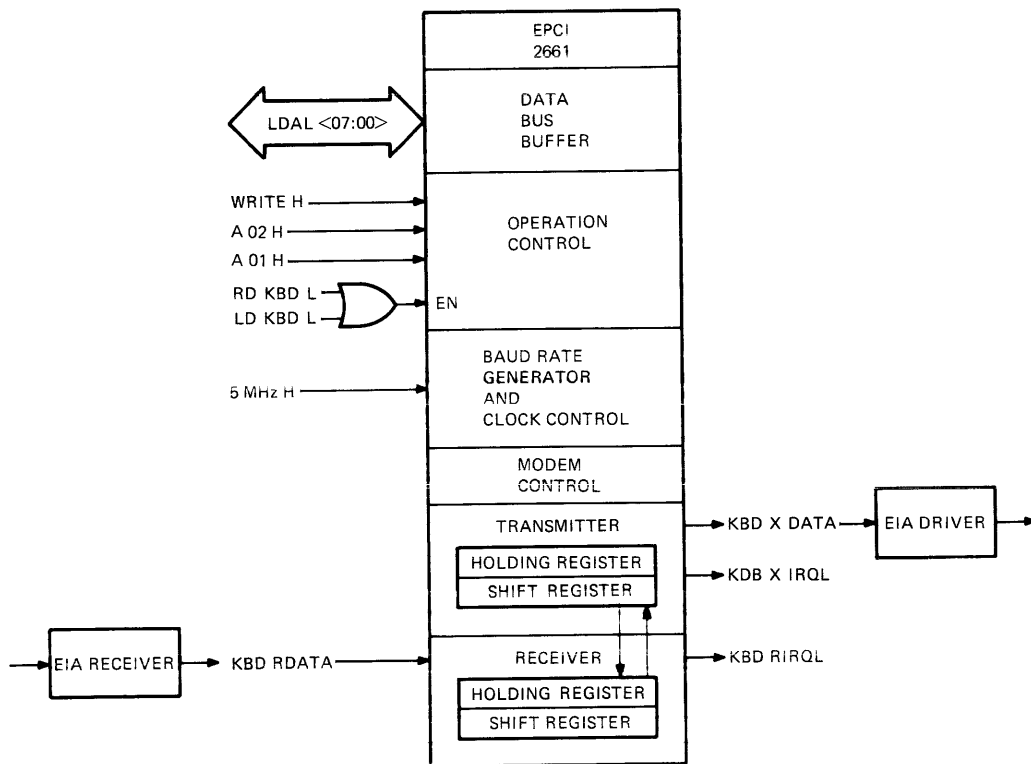 EPCI
2661
DATA
BUS
BUFFER
LDAL <07:00>
WRITE H
A 02 H
A 01 H
OPERATION
CONTROL
RD KBD L
LD KBD L
EN
BAUD RATE
GENERATOR
AND
CLOCK CONTROL
5 MHz H
MODEM
CONTROL
TRANSMITTER
KBD X DATA
EIA DRIVER
HOLDING REGISTER
SHIFT REGISTER
KDB X IRQL
EIA RECEIVER
KBD RDATA
RECEIVER
KBD RIRQL
HOLDING REGISTER
SHIFT REGISTER